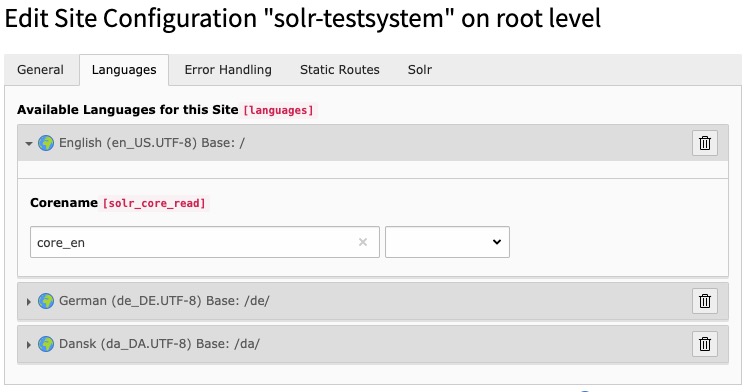 Edit Site Configuration "solr-testsystem" on root level
General Languages Error Handling Static Routes Solr
Available Languages for this Site [languages]
English (en_US.UTF-8) Base: /
Corename [solr_core_read]
core_en
German (de_DE.UTF-8) Base: /de/
Dansk (da_DA.UTF-8) Base: /da/